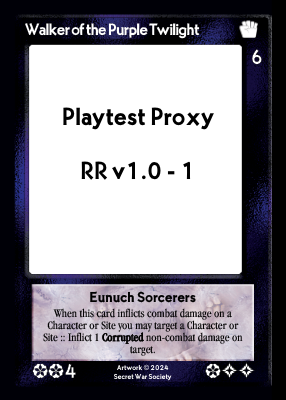 Walker of the Purple Twilight
6
Playtest Proxy
RR v1.0 - 1
Eunuch Sorcerers
When this card inflicts combat damage on a
Character or Site you may target a Character or
Site :: Inflict 1 Corrupted non-combat damage on
target.
4
Artwork © 2024
Secret War Society